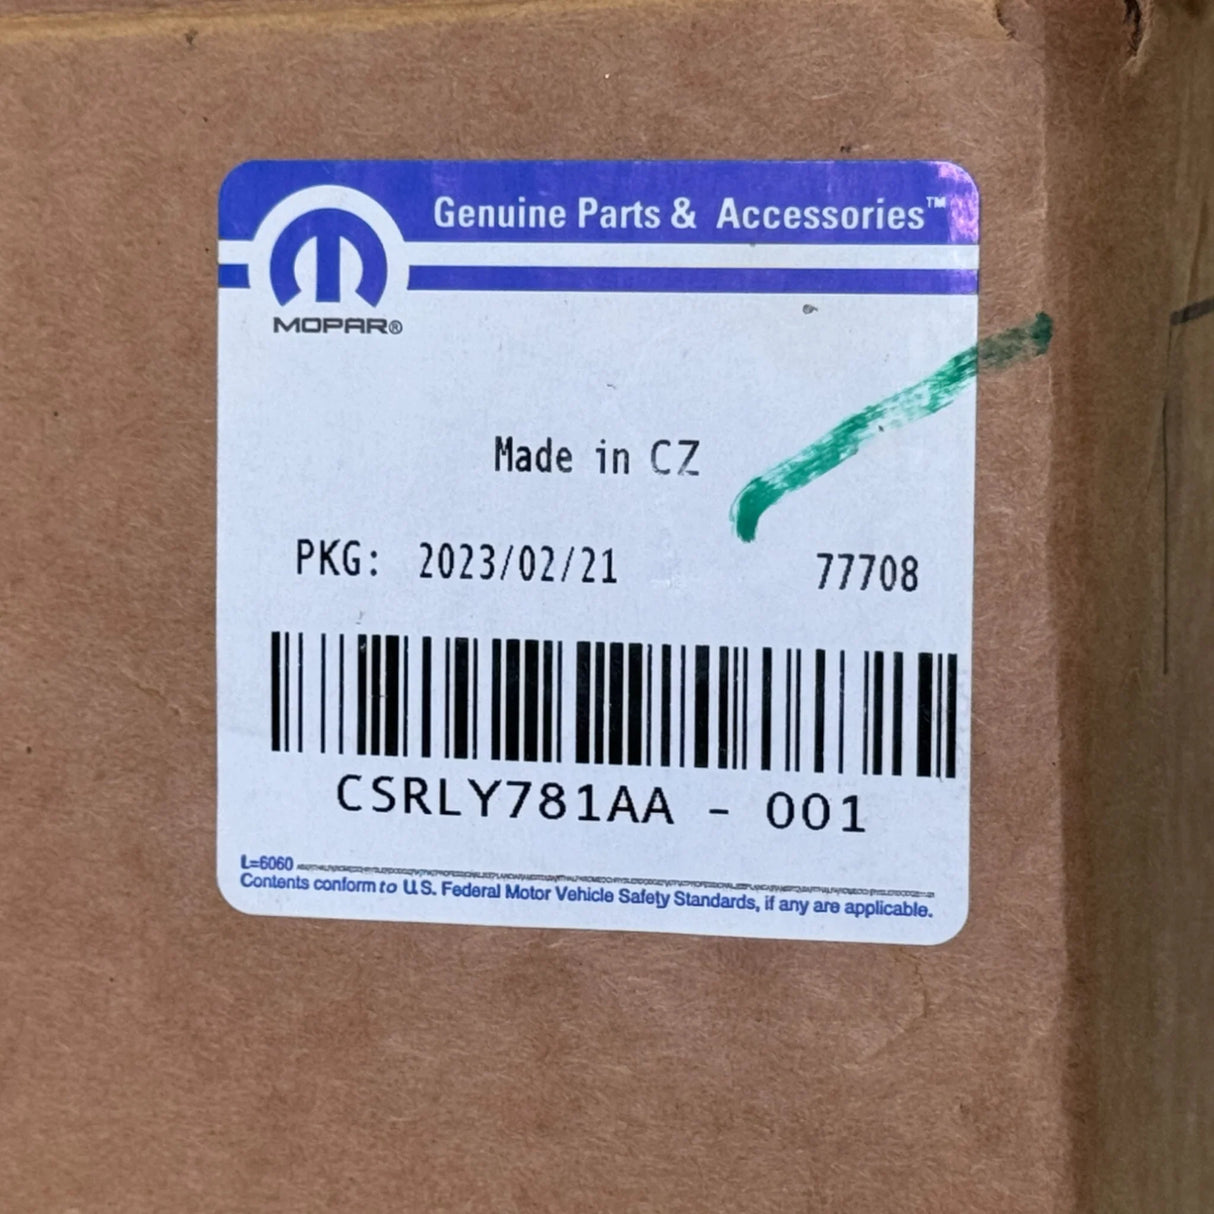 Genuine Parts & Accessories™
MOPAR®
Made in CZ
PKG: 2023/02/21 77708
CSRLY781AA - 001
L=6060
Contents conform to U.S. Federal Motor Vehicle Safety Standards, if any are applicable.